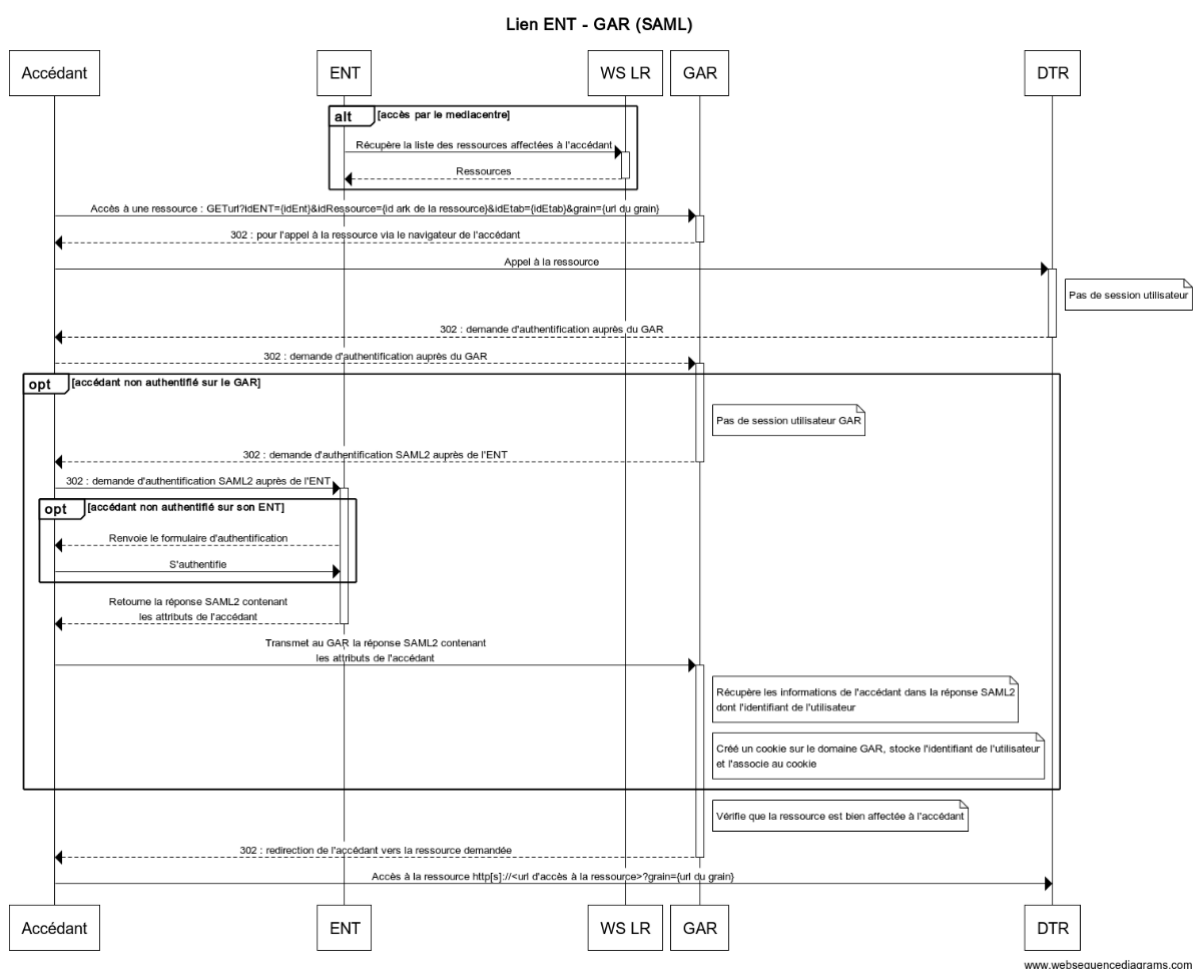 Lien ENT - GAR (SAML)
Accédant
ENT
WS LR
GAR
DTR
alt
[accès par le mediacentre]
Récupère la liste des ressources affectées à l'accédant
Ressources
Accès à une ressource : GETurl?idENT={idEnt}&idRessource={id ark de la ressource}&idEtab={idEtab}&grain={url du grain}
302 : pour l'appel à la ressource via le navigateur de l'accédant
Appel à la ressource
Pas de session utilisateur
302 : demande d'authentification auprès du GAR
302 : demande d'authentification auprès du GAR
opt
[accédant non authentifié sur le GAR]
Pas de session utilisateur GAR
302 : demande d'authentification SAML2 auprès de l'ENT
302 : demande d'authentification SAML2 auprès de l'ENT
opt
[accédant non authentifié sur son ENT]
Renvoie le formulaire d'authentification
S'authentifie
Retourne la réponse SAML2 contenant
les attributs de l'accédant
Transmet au GAR la réponse SAML2 contenant
les attributs de l'accédant
Récupère les informations de l'accédant dans la réponse SAML2
dont l'identifiant de l'utilisateur
Créé un cookie sur le domaine GAR, stocke l'identifiant de l'utilisateur
et l'associe au cookie
Vérifie que la ressource est bien affectée à l'accédant
302 : redirection de l'accédant vers la ressource demandée
Accès à la ressource http[s]://<url d'accès à la ressource>?grain={url du grain}
Accédant
ENT
WS LR
GAR
DTR
www.websequencediagrams.com